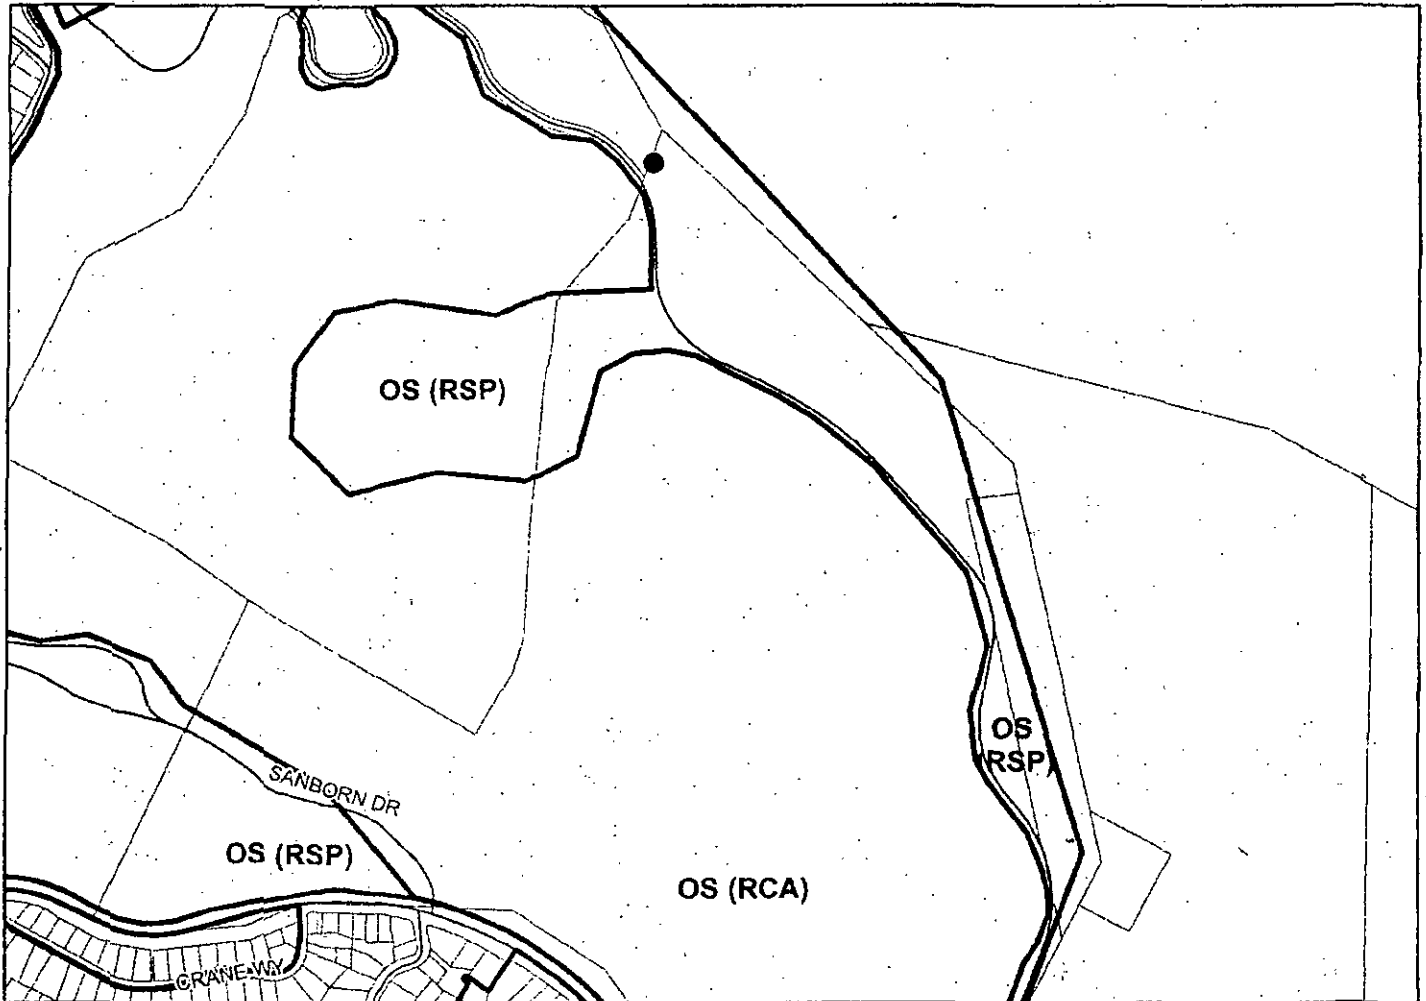 OS (RSP)
OS
(RSP)
SANBORN DR
OS (RSP)
OS (RCA)
CRANE WY